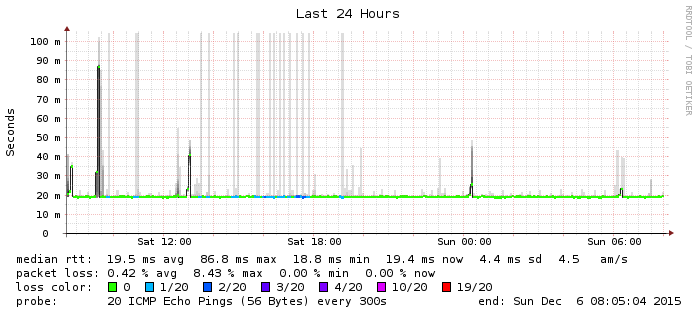 Last 24 Hours
RRDTOOL / TOBI OETIKER
Seconds
100 m
90 m
80 m
70 m
60 m
50 m
40 m
30 m
20 m
10 m
0
Sat 12:00 Sat 18:00 Sun 00:00 Sun 06:00
median rtt: 19.5 ms avg 86.8 ms max 18.8 ms min 19.4 ms now 4.4 ms sd 4.5 am/s
packet loss: 0.42 % avg 8.43 % max 0.00 % min 0.00 % now
loss color: 0 1/20 2/20 3/20 4/20 10/20 19/20
probe: 20 ICMP Echo Pings (56 Bytes) every 300s end: Sun Dec 6 08:05:04 2015